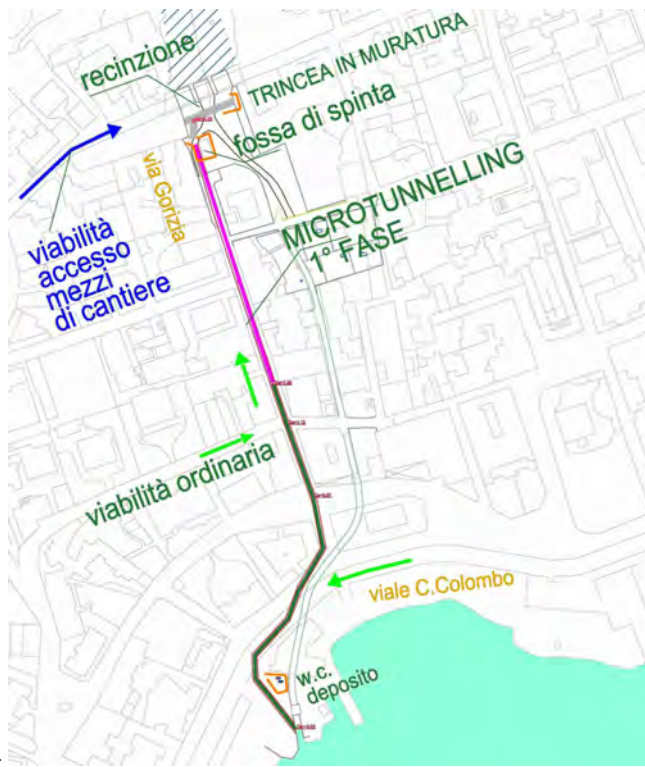 recinzione
TRINCEA IN MURATURA
fossa di spinta
via Gorizia
MICROTUNNELLING
1° FASE
viabilità
accesso
mezzi
di cantiere
viabilità ordinaria
viale C.Colombo
w.c.
deposito